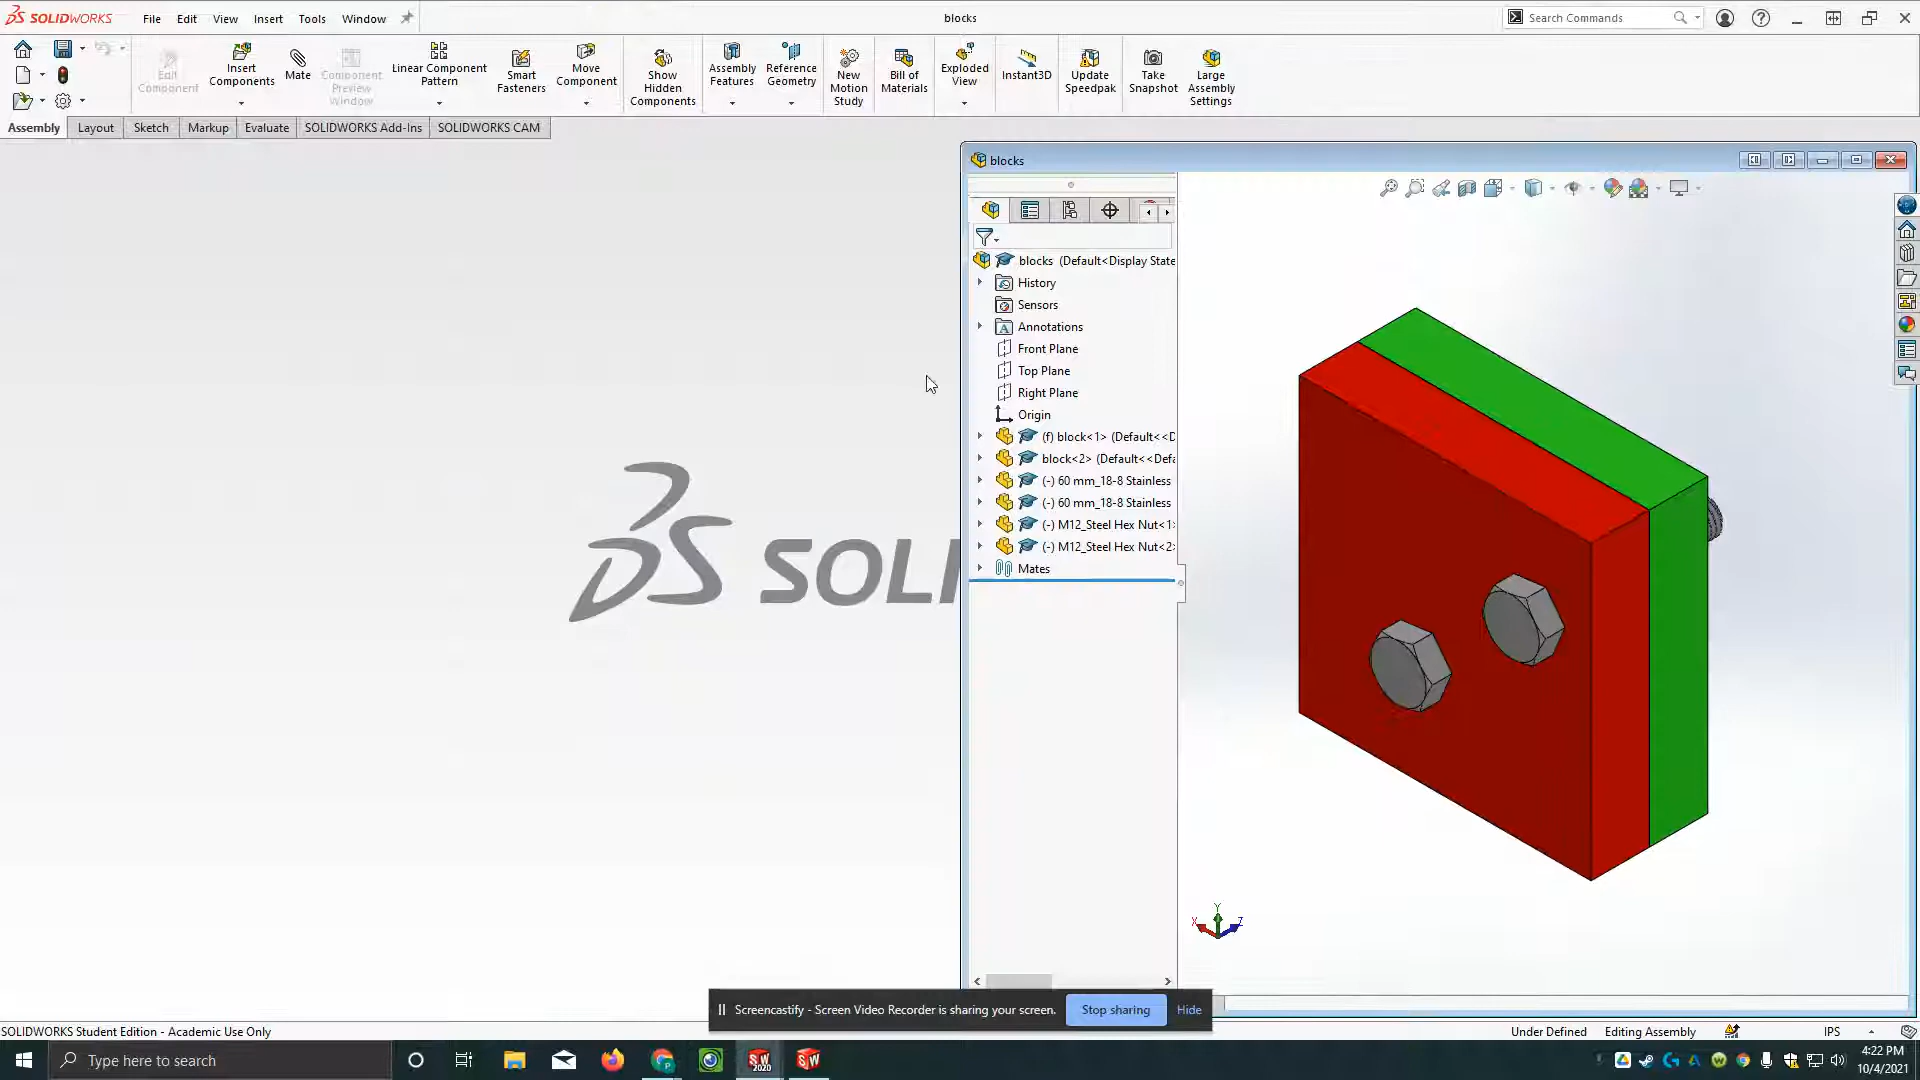 SOLIDWORKS File Edit View Insert Tools Window blocks Search Commands
Edit Component
Insert Components
Mate
Component Preview Window
Linear Component Pattern
Smart Fasteners
Move Component
Show Hidden Components
Assembly Features
Reference Geometry
New Motion Study
Bill of Materials
Exploded View
Instant3D
Update Speedpak
Take Snapshot
Large Assembly Settings
Assembly Layout Sketch Markup Evaluate SOLIDWORKS Add-Ins SOLIDWORKS CAM
blocks
blocks (Default<Display State
History
Sensors
Annotations
Front Plane
Top Plane
Right Plane
Origin
(f) block<1> (Default<<D
block<2> (Default<<Defa
(-) 60 mm_18-8 Stainless
(-) 60 mm_18-8 Stainless
(-) M12_Steel Hex Nut<1>
(-) M12_Steel Hex Nut<2>
Mates
SOLI
Y
X Z
Screencastify - Screen Video Recorder is sharing your screen. Stop sharing Hide
SOLIDWORKS Student Edition - Academic Use Only Under Defined Editing Assembly IPS
Type here to search
SW 2020
SW
4:22 PM
10/4/2021